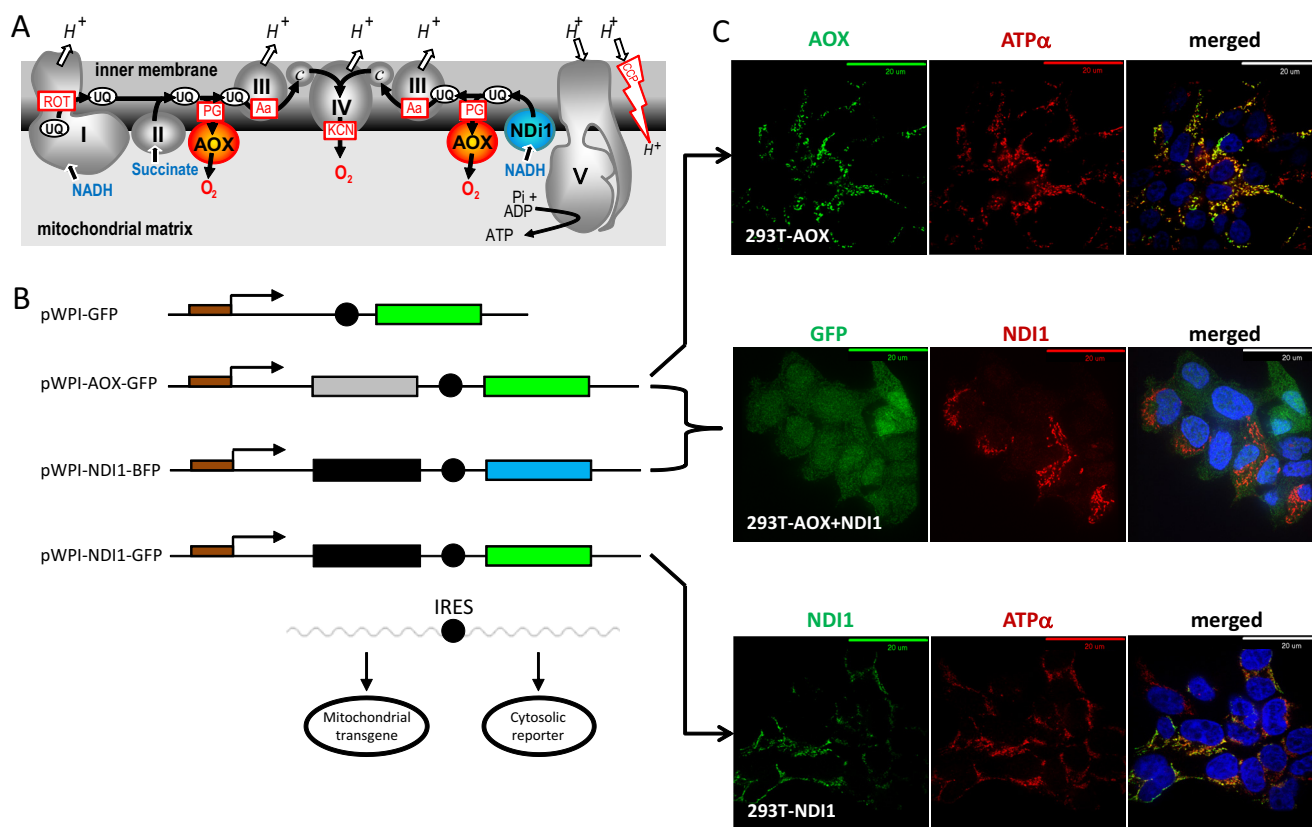 A
H+
H+
H+
H+
H+
H+
inner membrane
III
c
c
III
CCP
ROT
UQ
UQ
UQ
PG
Aa
IV
Aa
UQ
UQ
PG
UQ
I
II
AOX
KCN
AOX
NDi1
H+
V
Succinate
NADH
O2
O2
O2
NADH
Pi +
ADP
ATP
mitochondrial matrix
B
pWPI-GFP
pWPI-AOX-GFP
pWPI-NDI1-BFP
pWPI-NDI1-GFP
IRES
Mitochondrial
transgene
Cytosolic
reporter
C
AOX
ATPα
merged
20 um
20 um
20 um
293T-AOX
GFP
NDI1
merged
20 um
20 um
20 um
293T-AOX+NDI1
NDI1
ATPα
merged
20 um
20 um
20 um
293T-NDI1